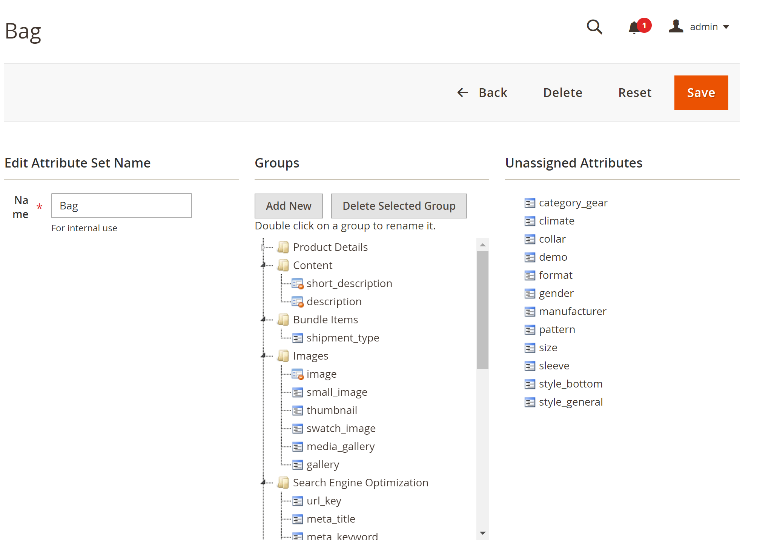 Bag
1
admin
Back
Delete
Reset
Save
Edit Attribute Set Name
Na
me
*
Bag
For internal use
Groups
Add New
Delete Selected Group
Double click on a group to rename it.
Product Details
Content
short_description
description
Bundle Items
shipment_type
Images
image
small_image
thumbnail
swatch_image
media_gallery
gallery
Search Engine Optimization
url_key
meta_title
meta_keyword
Unassigned Attributes
category_gear
climate
collar
demo
format
gender
manufacturer
pattern
size
sleeve
style_bottom
style_general